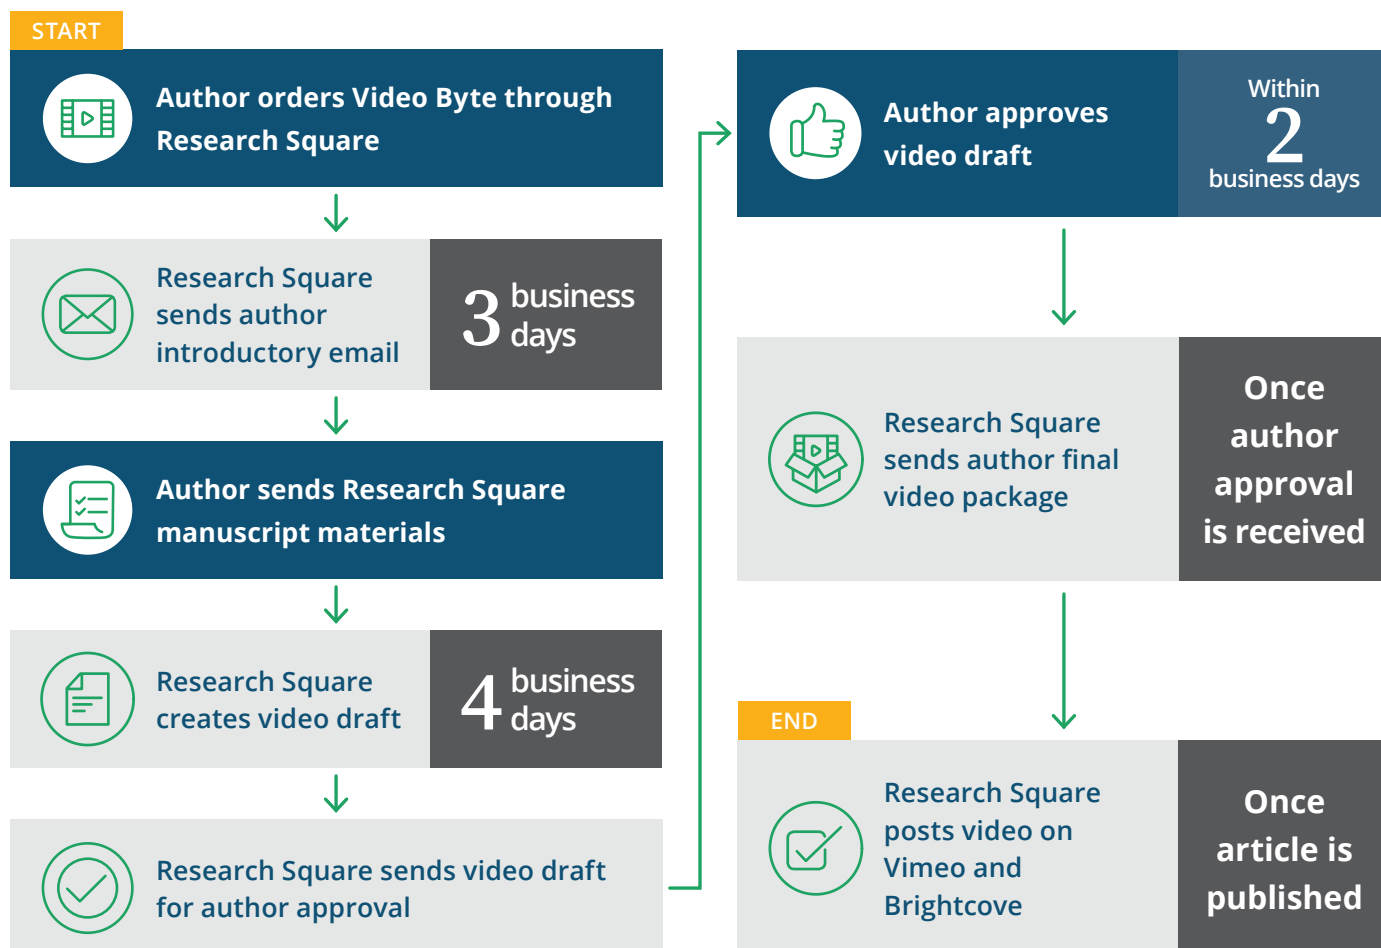 START
Author orders Video Byte through
Research Square
Research Square
sends author
introductory email
3 business
days
Author sends Research Square
manuscript materials
Research Square
creates video draft
4 business
days
Research Square sends video draft
for author approval
Author approves
video draft
Within
2
business days
Research Square
sends author final
video package
Once
author
approval
is received
END
Research Square
posts video on
Vimeo and
Brightcove
Once
article is
published